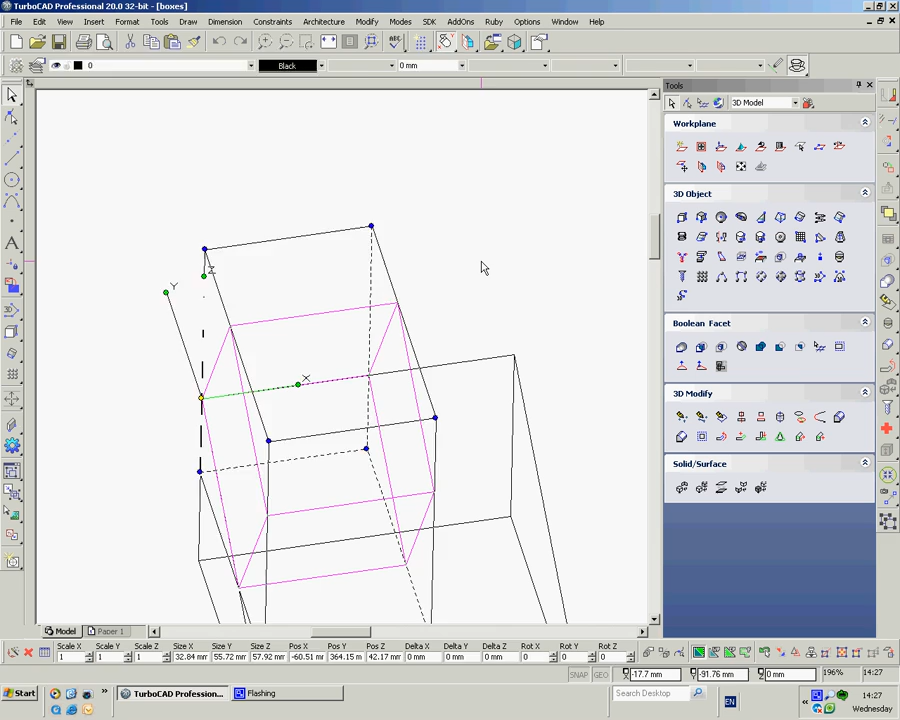 TurboCAD Professional 20.0 32-bit - [boxes]
File Edit View Insert Format Tools Draw Dimension Constraints Architecture Modify Modes SDK AddOns Ruby Options Window Help
0 Black 0 mm
Tools
3D Model
Workplane
3D Object
Boolean Facet
3D Modify
Solid/Surface
Z
Y
X
Model Paper 1
Scale X Scale Y Scale Z Size X Size Y Size Z Pos X Pos Y Pos Z Delta X Delta Y Delta Z Rot X Rot Y Rot Z
1 1 1 32.84 mm 55.72 mm 57.92 mm -60.51 m 364.15 m 42.17 mm 0 mm 0 mm 0 mm 0 0 0
SNAP GEO X -17.7 mm Y -91.76 mm Z 0 mm 196% 14:27
Start TurboCAD Profession... Flashing Search Desktop EN 14:27
Wednesday